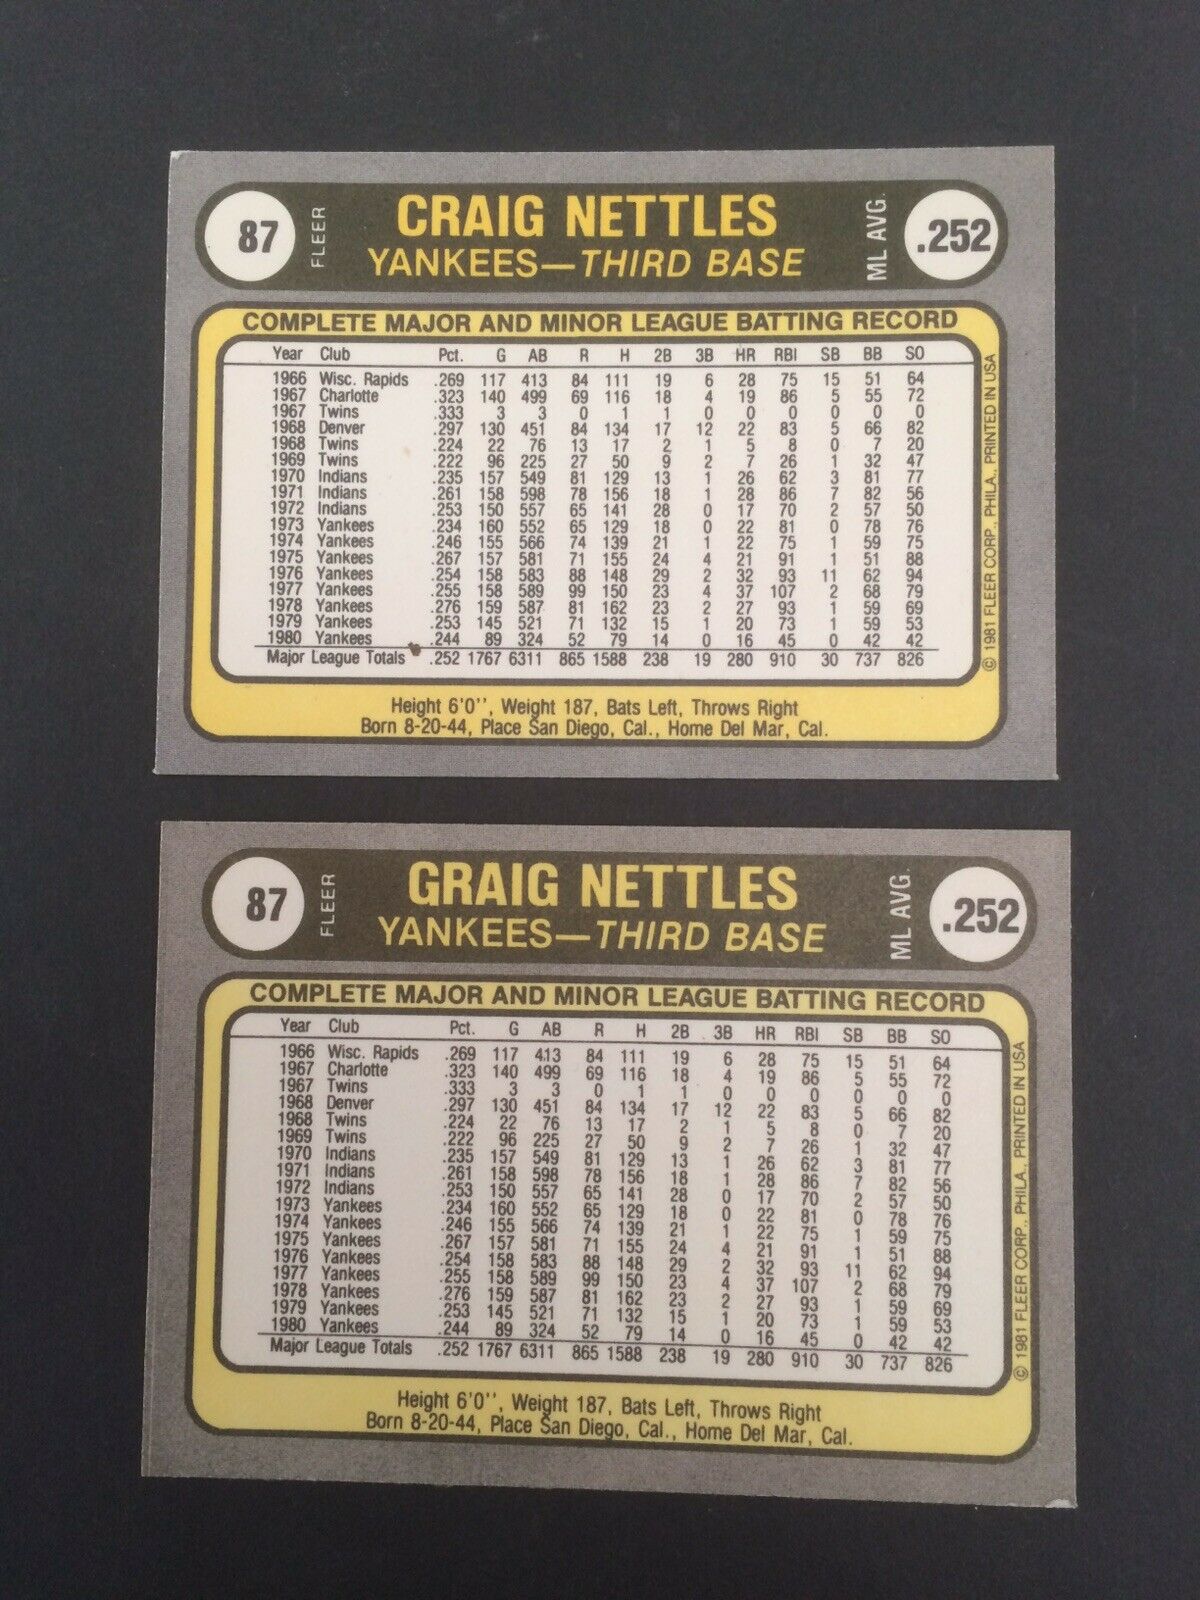 87 FLEER CRAIG NETTLES ML AVG. .252
YANKEES—THIRD BASE
COMPLETE MAJOR AND MINOR LEAGUE BATTING RECORD
Year Club Pct. G AB R H 2B 3B HR RBI SB BB SO
1966 Wisc. Rapids .269 117 413 84 111 19 6 28 75 15 51 64
1967 Charlotte .323 140 499 69 116 18 4 19 86 5 55 72
1967 Twins .333 3 3 0 1 1 0 0 0 0 0 0
1968 Denver .297 130 451 84 134 17 12 22 83 5 66 82
1968 Twins .224 22 76 13 17 2 1 5 8 0 7 20
1969 Twins .222 96 225 27 50 9 2 7 26 1 32 47
1970 Indians .235 157 549 81 129 13 1 26 62 3 81 77
1971 Indians .261 158 598 78 156 18 1 28 86 7 82 56
1972 Indians .253 150 557 65 141 28 0 17 70 2 57 50
1973 Yankees .234 160 552 65 129 18 0 22 81 0 78 76
1974 Yankees .246 155 566 74 139 21 1 22 75 1 59 75
1975 Yankees .267 157 581 71 155 24 4 21 91 1 51 88
1976 Yankees .254 158 583 88 148 29 2 32 93 11 62 94
1977 Yankees .255 158 589 99 150 23 4 37 107 2 68 79
1978 Yankees .276 159 587 81 162 23 2 27 93 1 59 69
1979 Yankees .253 145 521 71 132 15 1 20 73 1 59 53
1980 Yankees .244 89 324 52 79 14 0 16 45 0 42 42
Major League Totals .252 1767 6311 865 1588 238 19 280 910 30 737 826
© 1981 FLEER CORP., PHILA., PRINTED IN USA
Height 6'0'', Weight 187, Bats Left, Throws Right
Born 8-20-44, Place San Diego, Cal., Home Del Mar, Cal.
87 FLEER GRAIG NETTLES ML AVG. .252
YANKEES—THIRD BASE
COMPLETE MAJOR AND MINOR LEAGUE BATTING RECORD
Year Club Pct. G AB R H 2B 3B HR RBI SB BB SO
1966 Wisc. Rapids .269 117 413 84 111 19 6 28 75 15 51 64
1967 Charlotte .323 140 499 69 116 18 4 19 86 5 55 72
1967 Twins .333 3 3 0 1 1 0 0 0 0 0 0
1968 Denver .297 130 451 84 134 17 12 22 83 5 66 82
1968 Twins .224 22 76 13 17 2 1 5 8 0 7 20
1969 Twins .222 96 225 27 50 9 2 7 26 1 32 47
1970 Indians .235 157 549 81 129 13 1 26 62 3 81 77
1971 Indians .261 158 598 78 156 18 1 28 86 7 82 56
1972 Indians .253 150 557 65 141 28 0 17 70 2 57 50
1973 Yankees .234 160 552 65 129 18 0 22 81 0 78 76
1974 Yankees .246 155 566 74 139 21 1 22 75 1 59 75
1975 Yankees .267 157 581 71 155 24 4 21 91 1 51 88
1976 Yankees .254 158 583 88 148 29 2 32 93 11 62 94
1977 Yankees .255 158 589 99 150 23 4 37 107 2 68 79
1978 Yankees .276 159 587 81 162 23 2 27 93 1 59 69
1979 Yankees .253 145 521 71 132 15 1 20 73 1 59 53
1980 Yankees .244 89 324 52 79 14 0 16 45 0 42 42
Major League Totals .252 1767 6311 865 1588 238 19 280 910 30 737 826
© 1981 FLEER CORP., PHILA., PRINTED IN USA
Height 6'0'', Weight 187, Bats Left, Throws Right
Born 8-20-44, Place San Diego, Cal., Home Del Mar, Cal.